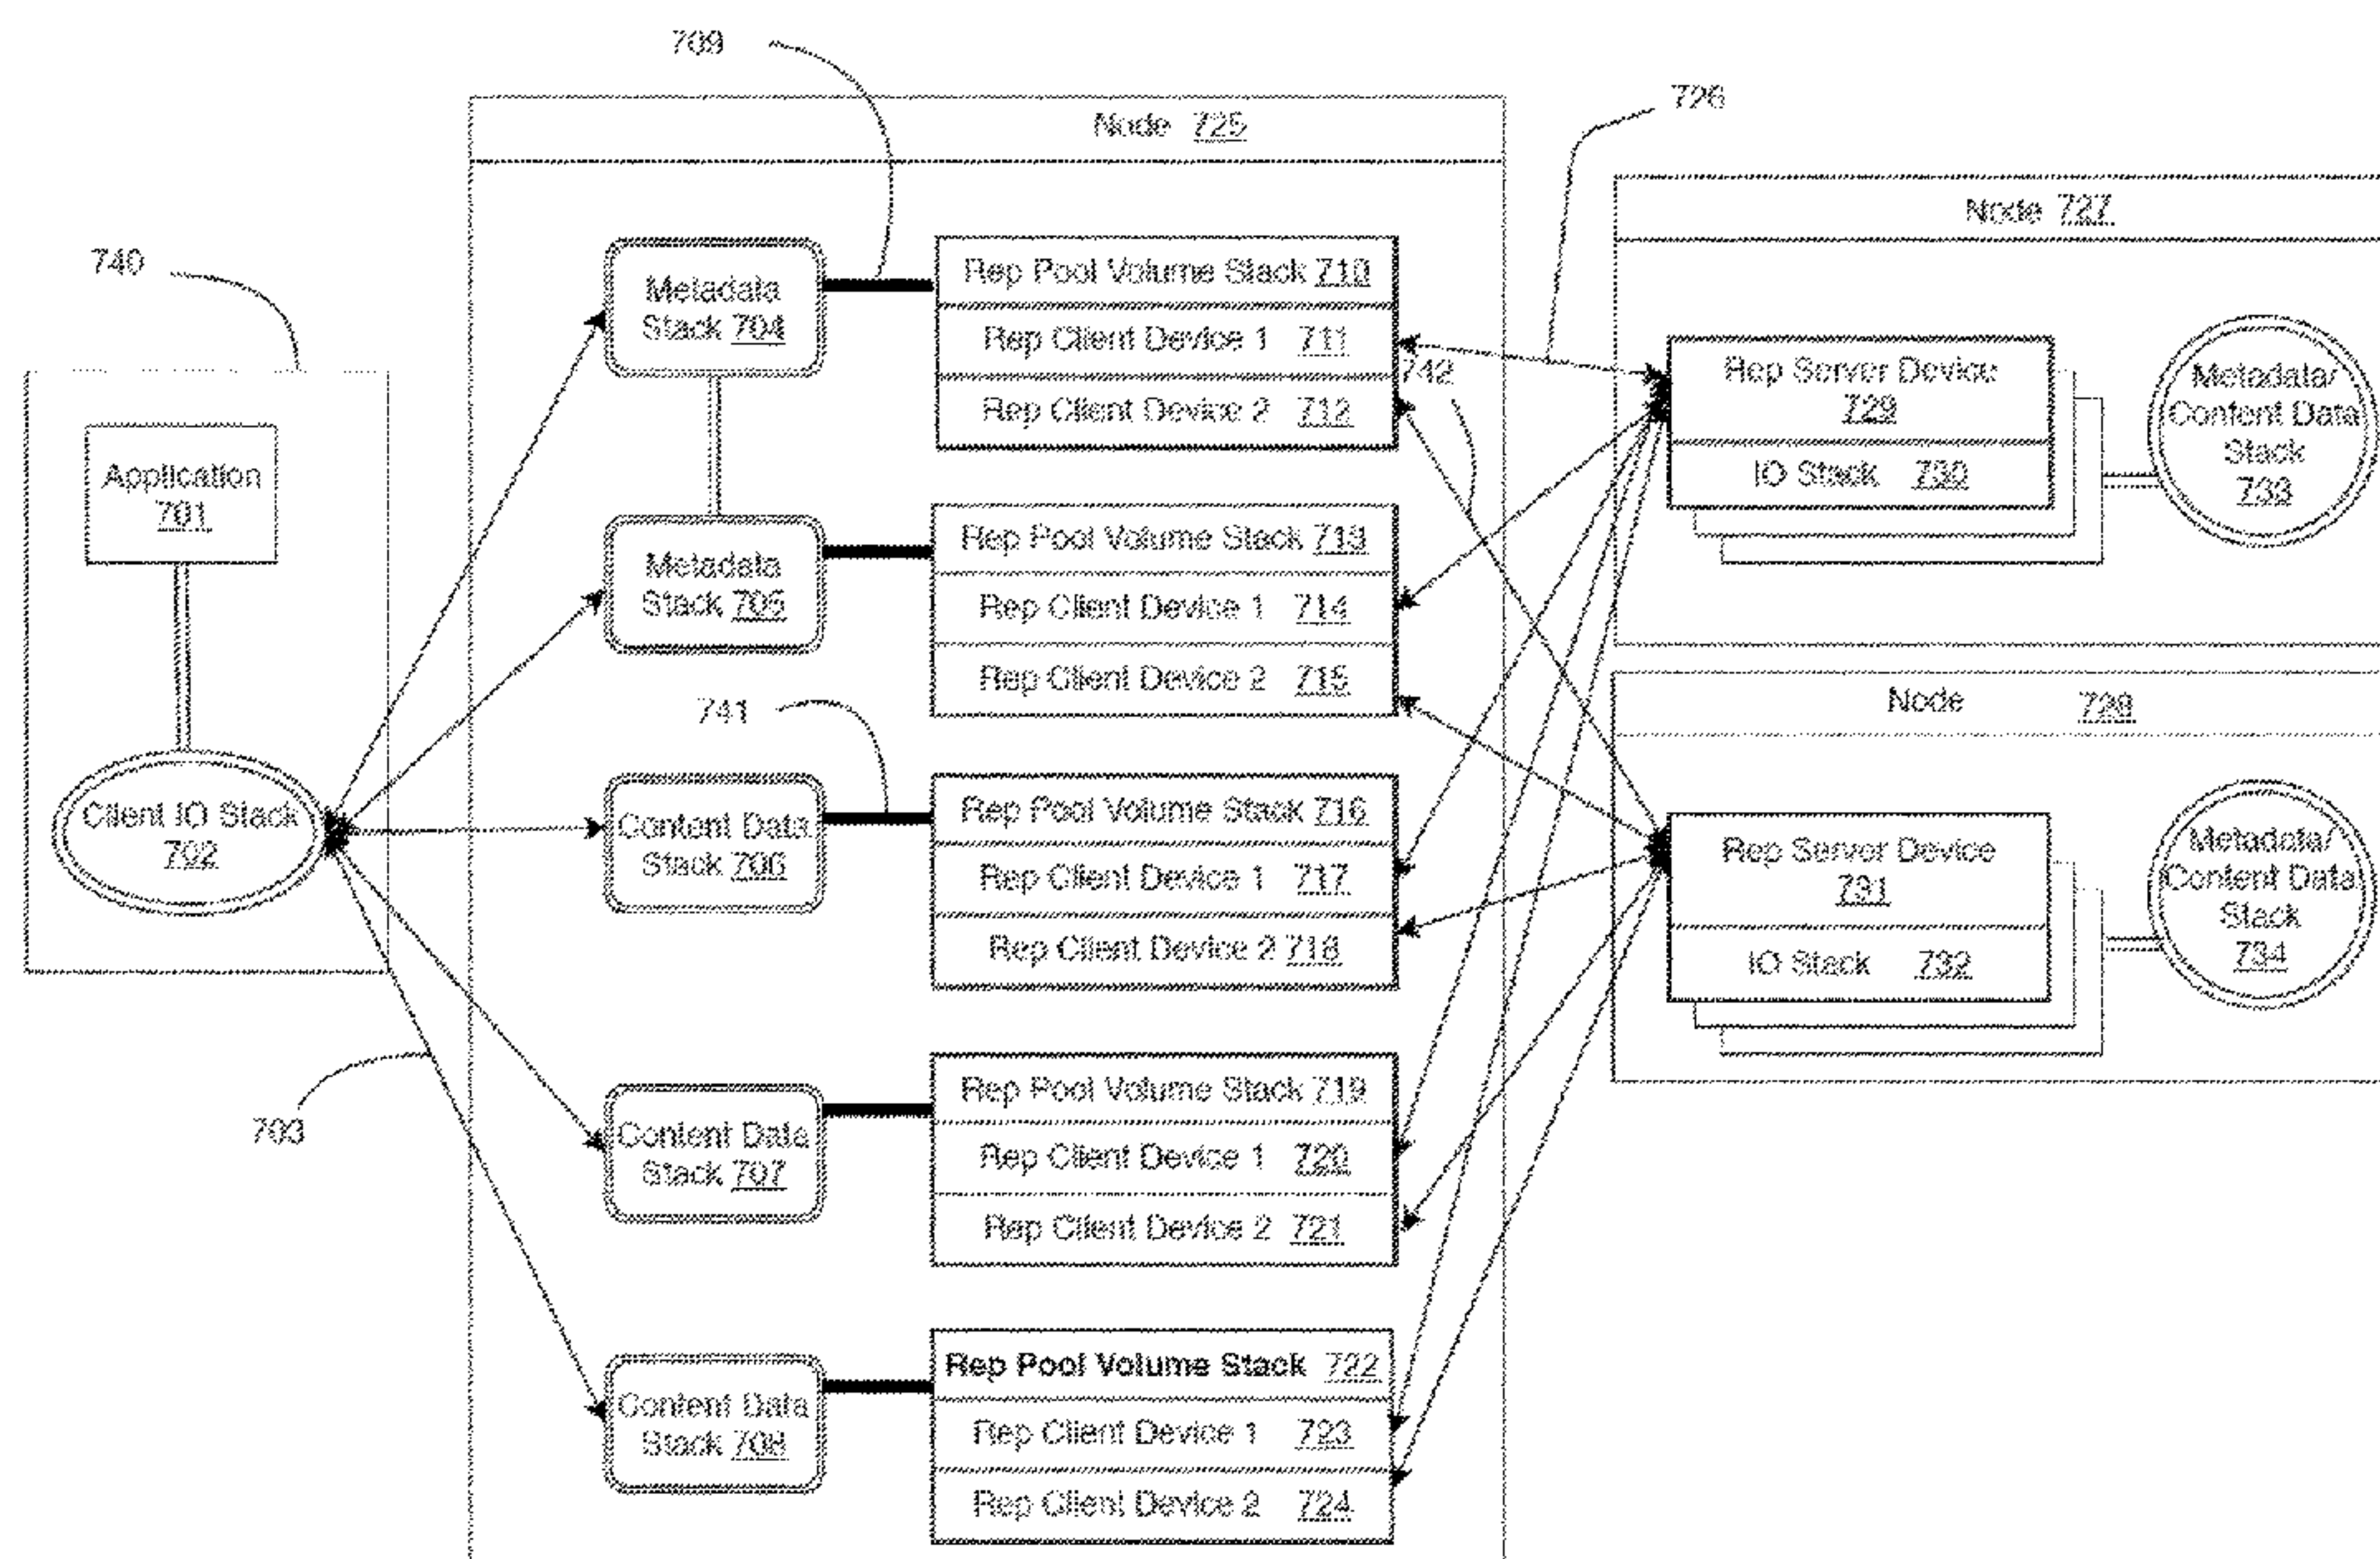 709
726
Node 725
Node 727
740
Metadata
Stack 704
Rep Pool Volume Stack 710
Rep Client Device 1 711
742
Rep Client Device 2 712
Rep Server Device
729
IO Stack 730
Metadata/
Content Data
Stack
733
Application
701
Metadata
Stack 705
Rep Pool Volume Stack 713
Rep Client Device 1 714
Rep Client Device 2 715
Node 728
741
Client IO Stack
702
Content Data
Stack 706
Rep Pool Volume Stack 716
Rep Client Device 1 717
Rep Client Device 2 718
Rep Server Device
731
IO Stack 732
Metadata/
Content Data
Stack
734
703
Content Data
Stack 707
Rep Pool Volume Stack 719
Rep Client Device 1 720
Rep Client Device 2 721
Content Data
Stack 708
Rep Pool Volume Stack 722
Rep Client Device 1 723
Rep Client Device 2 724